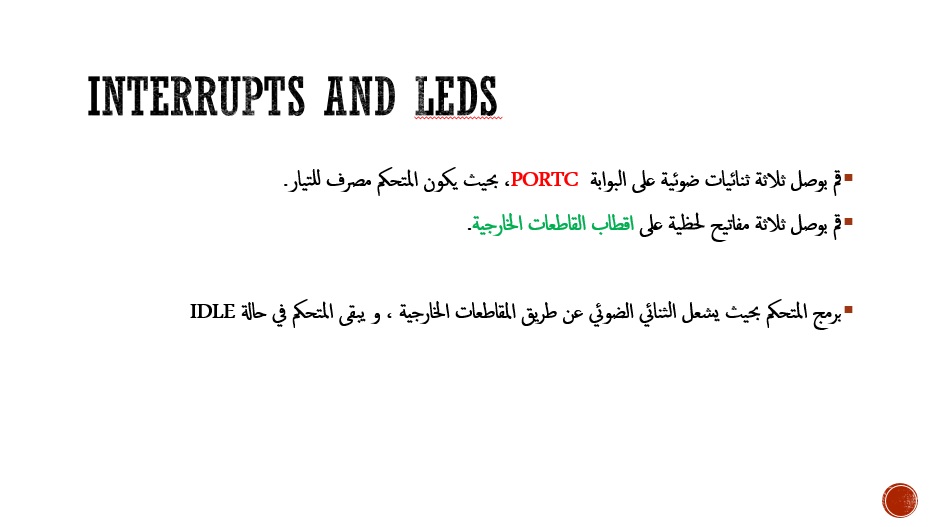 INTERRUPTS AND LEDS
قم بوصل ثلاثة ثنائيات ضوئية على البوابة PORTC، بحيث يكون المتحكم مصرف للتيار.
قم بوصل ثلاثة مفاتيح لحظية على اقطاب القاطعات الخارجية.
برمج المتحكم بحيث يشعل الثنائي الضوئي عن طريق المقاطعات الخارجية ، و يبقى المتحكم في حالة IDLE